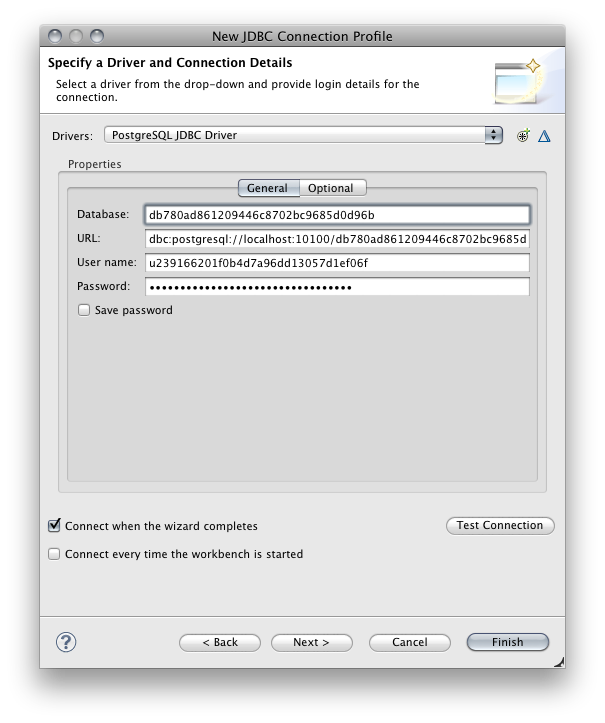 New JDBC Connection Profile
Specify a Driver and Connection Details
Select a driver from the drop-down and provide login details for the
connection.
Drivers: PostgreSQL JDBC Driver
Properties
General Optional
Database: db780ad861209446c8702bc9685d0d96b
URL: dbc:postgresql://localhost:10100/db780ad861209446c8702bc9685d
User name: u239166201f0b4d7a96dd13057d1ef06f
Password: •••••••••••••••••••••••••••••••••
Save password
Connect when the wizard completes
Test Connection
Connect every time the workbench is started
? < Back Next > Cancel Finish